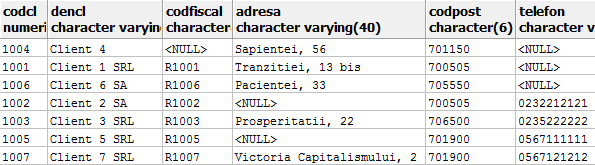 codcl dencl codfiscal adresa codpost telefon
numeri character varyin character character varying(40) character(6) character v
1004 Client 4 <NULL> Sapientei, 56 701150 <NULL>
1001 Client 1 SRL R1001 Tranzitiei, 13 bis 700505 <NULL>
1006 Client 6 SA R1006 Pacientei, 33 705550 <NULL>
1002 Client 2 SA R1002 <NULL> 700505 0232212121
1003 Client 3 SRL R1003 Prosperitatii, 22 706500 0235222222
1005 Client 5 SRL R1005 <NULL> 701900 0567111111
1007 Client 7 SRL R1007 Victoria Capitalismului, 2 701900 0567121212